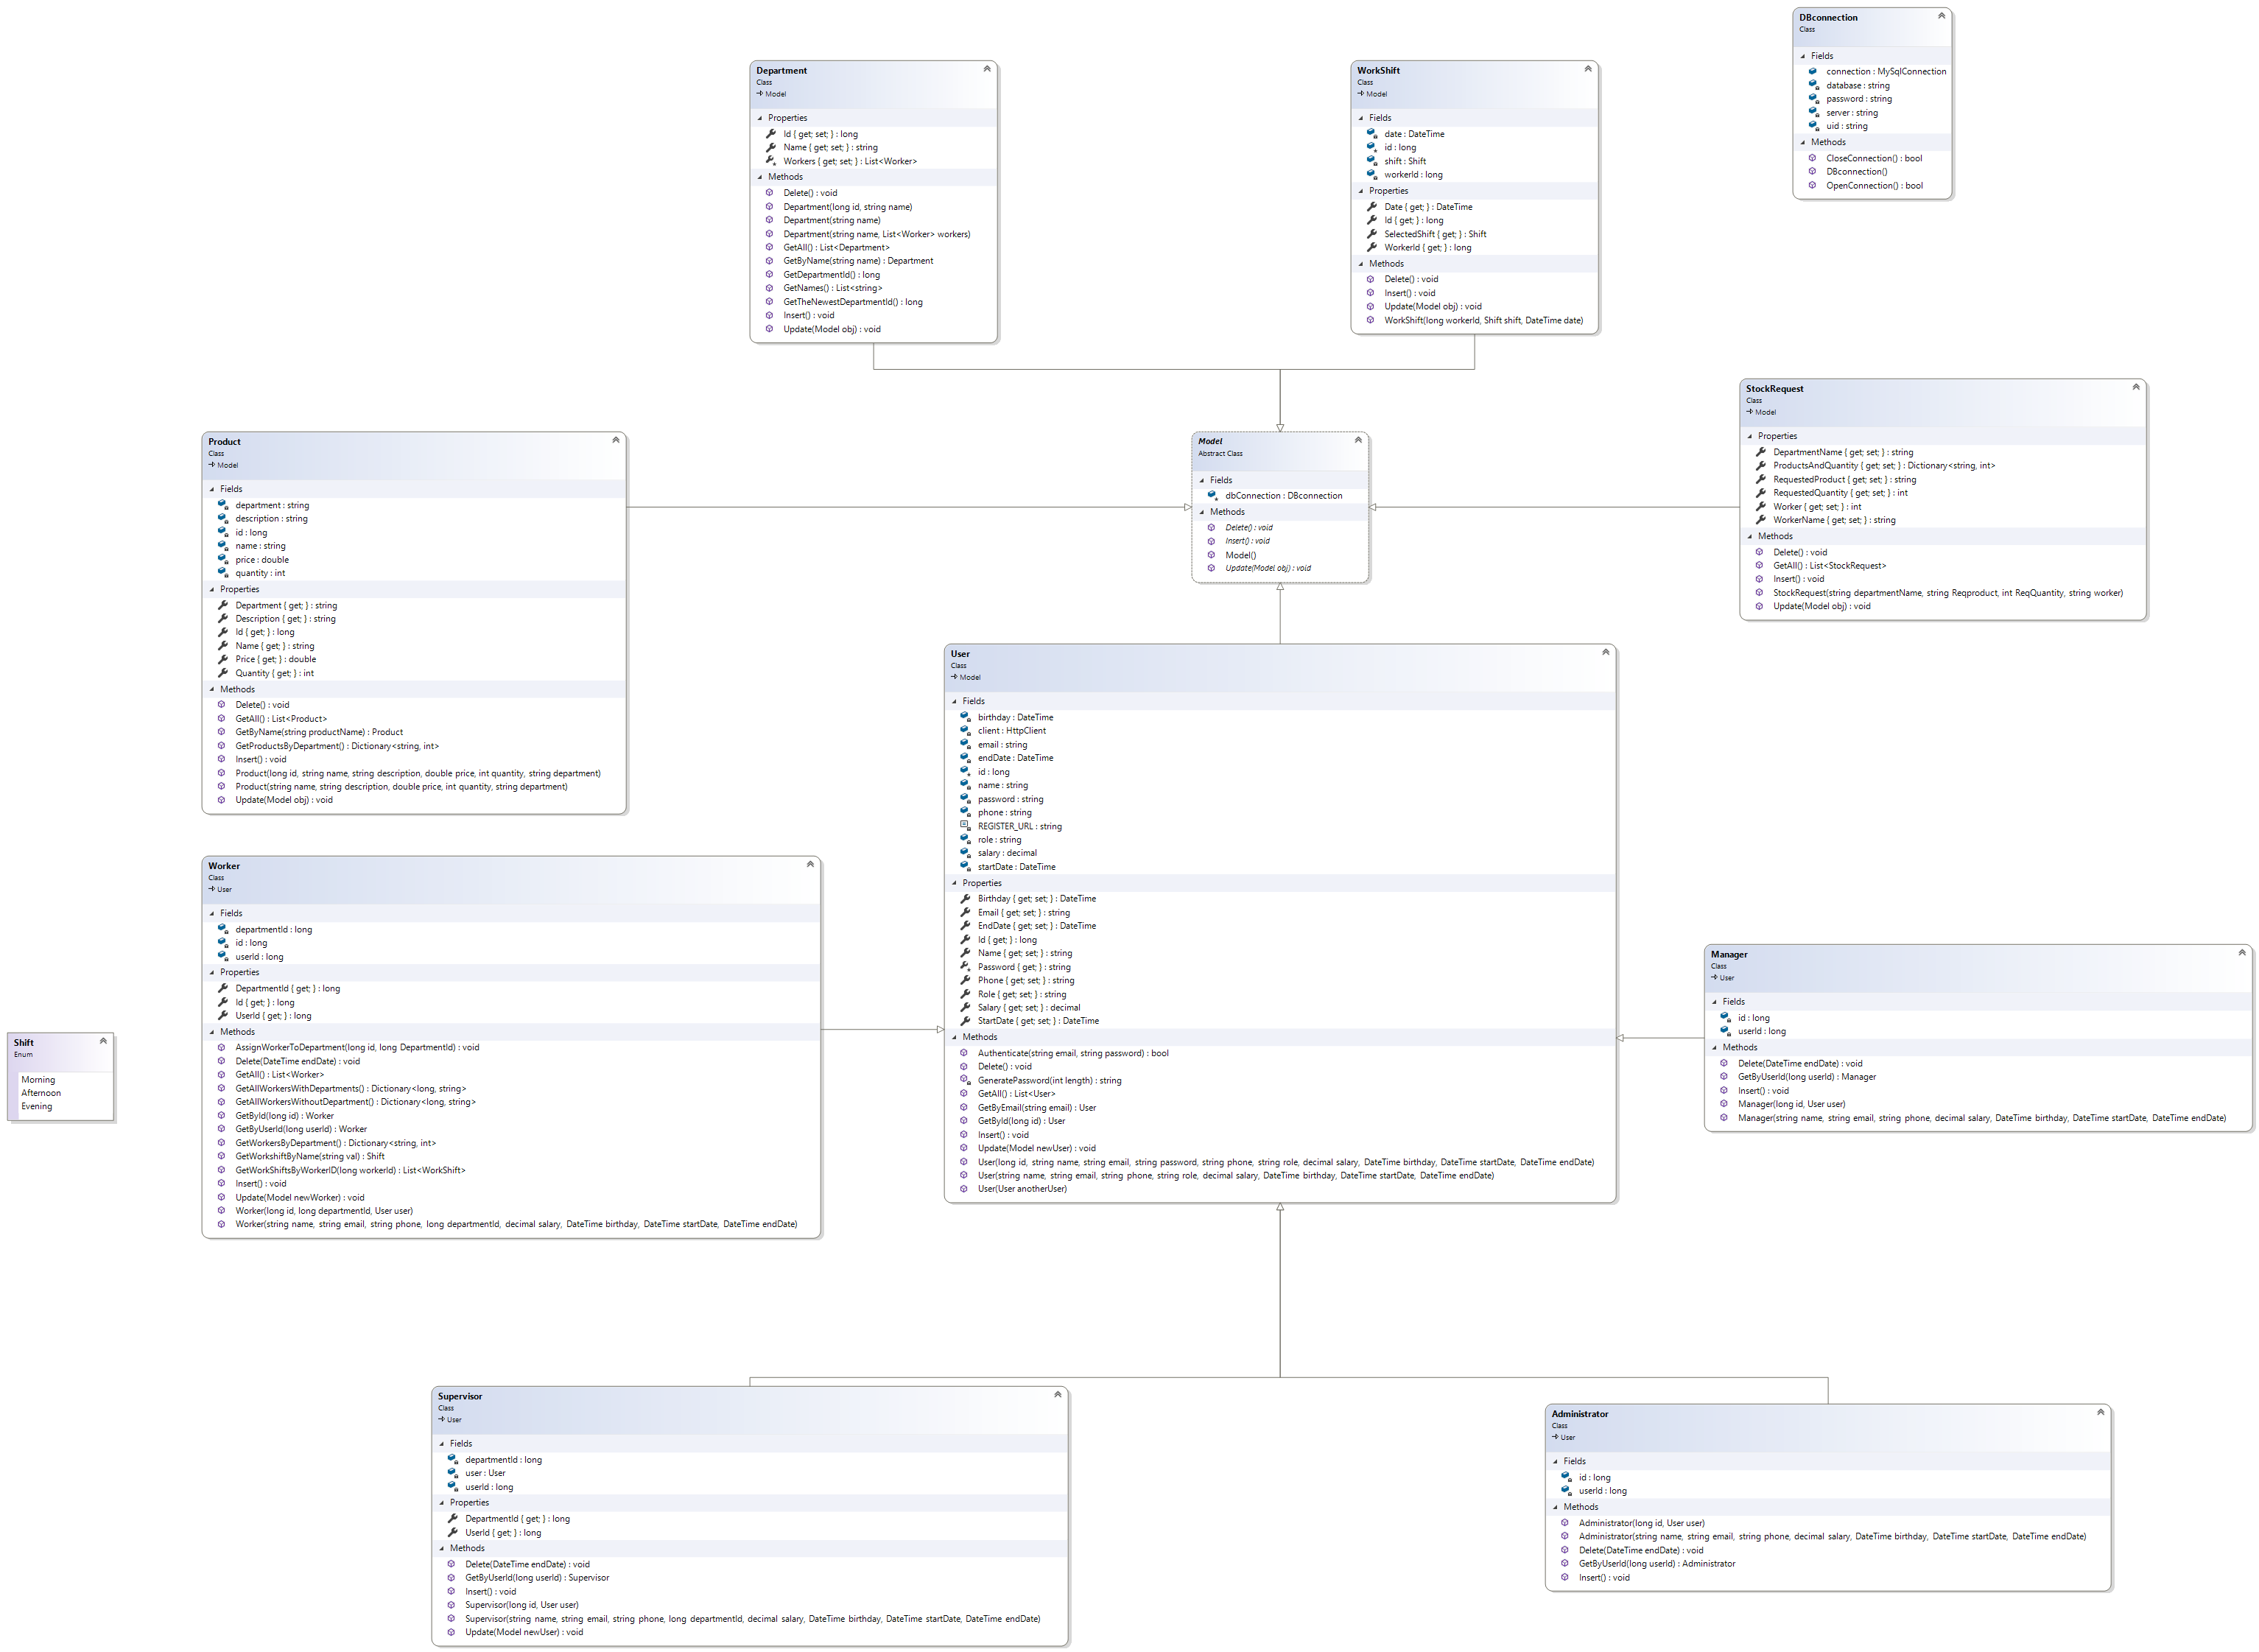 DBconnection
Class
Fields
connection : MySqlConnection
database : string
password : string
server : string
uid : string
Methods
CloseConnection() : bool
DBconnection()
OpenConnection() : bool
Department
Class
Model
Properties
Id { get; set; } : long
Name { get; set; } : string
Workers { get; set; } : List<Worker>
Methods
Delete() : void
Department(long id, string name)
Department(string name)
Department(string name, List<Worker> workers)
GetAll() : List<Department>
GetByName(string name) : Department
GetDepartmentId() : long
GetNames() : List<string>
GetTheNewestDepartmentId() : long
Insert() : void
Update(Model obj) : void
WorkShift
Class
Model
Fields
date : DateTime
id : long
shift : Shift
workerId : long
Properties
Date { get; } : DateTime
Id { get; } : long
SelectedShift { get; } : Shift
WorkerId { get; } : long
Methods
Delete() : void
Insert() : void
Update(Model obj) : void
WorkShift(long workerId, Shift shift, DateTime date)
StockRequest
Class
Model
Properties
DepartmentName { get; set; } : string
ProductsAndQuantity { get; set; } : Dictionary<string, int>
RequestedProduct { get; set; } : string
RequestedQuantity { get; set; } : int
Worker { get; set; } : int
WorkerName { get; set; } : string
Methods
Delete() : void
GetAll() : List<StockRequest>
Insert() : void
StockRequest(string departmentName, string Reqproduct, int ReqQuantity, string worker)
Update(Model obj) : void
Product
Class
Model
Fields
department : string
description : string
id : long
name : string
price : double
quantity : int
Properties
Department { get; } : string
Description { get; } : string
Id { get; } : long
Name { get; } : string
Price { get; } : double
Quantity { get; } : int
Methods
Delete() : void
GetAll() : List<Product>
GetByName(string productName) : Product
GetProductsByDepartment() : Dictionary<string, int>
Insert() : void
Product(long id, string name, string description, double price, int quantity, string department)
Product(string name, string description, double price, int quantity, string department)
Update(Model obj) : void
Model
Abstract Class
Fields
dbConnection : DBconnection
Methods
Delete() : void
Insert() : void
Model()
Update(Model obj) : void
User
Class
Model
Fields
birthday : DateTime
client : HttpClient
email : string
endDate : DateTime
id : long
name : string
password : string
phone : string
REGISTER_URL : string
role : string
salary : decimal
startDate : DateTime
Properties
Birthday { get; set; } : DateTime
Email { get; set; } : string
EndDate { get; set; } : DateTime
Id { get; } : long
Name { get; set; } : string
Password { get; } : string
Phone { get; set; } : string
Role { get; set; } : string
Salary { get; set; } : decimal
StartDate { get; set; } : DateTime
Methods
Authenticate(string email, string password) : bool
Delete() : void
GeneratePassword(int length) : string
GetAll() : List<User>
GetByEmail(string email) : User
GetById(long id) : User
Insert() : void
Update(Model newUser) : void
User(long id, string name, string email, string password, string phone, string role, decimal salary, DateTime birthday, DateTime startDate, DateTime endDate)
User(string name, string email, string phone, string role, decimal salary, DateTime birthday, DateTime startDate, DateTime endDate)
User(User anotherUser)
Worker
Class
User
Fields
departmentId : long
id : long
userId : long
Properties
DepartmentId { get; } : long
Id { get; } : long
UserId { get; } : long
Methods
AssignWorkerToDepartment(long id, long DepartmentId) : void
Delete(DateTime endDate) : void
GetAll() : List<Worker>
GetAllWorkersWithDepartments() : Dictionary<long, string>
GetAllWorkersWithoutDepartment() : Dictionary<long, string>
GetById(long id) : Worker
GetByUserId(long userId) : Worker
GetWorkersByDepartment() : Dictionary<string, int>
GetWorkshiftByName(string val) : Shift
GetWorkShiftsByWorkerID(long workerId) : List<WorkShift>
Insert() : void
Update(Model newWorker) : void
Worker(long id, long departmentId, User user)
Worker(string name, string email, string phone, long departmentId, decimal salary, DateTime birthday, DateTime startDate, DateTime endDate)
Manager
Class
User
Fields
id : long
userId : long
Methods
Delete(DateTime endDate) : void
GetByUserId(long userId) : Manager
Insert() : void
Manager(long id, User user)
Manager(string name, string email, string phone, decimal salary, DateTime birthday, DateTime startDate, DateTime endDate)
Shift
Enum
Morning
Afternoon
Evening
Supervisor
Class
User
Fields
departmentId : long
user : User
userId : long
Properties
DepartmentId { get; } : long
UserId { get; } : long
Methods
Delete(DateTime endDate) : void
GetByUserId(long userId) : Supervisor
Insert() : void
Supervisor(long id, User user)
Supervisor(string name, string email, string phone, long departmentId, decimal salary, DateTime birthday, DateTime startDate, DateTime endDate)
Update(Model newUser) : void
Administrator
Class
User
Fields
id : long
userId : long
Methods
Administrator(long id, User user)
Administrator(string name, string email, string phone, decimal salary, DateTime birthday, DateTime startDate, DateTime endDate)
Delete(DateTime endDate) : void
GetByUserId(long userId) : Administrator
Insert() : void